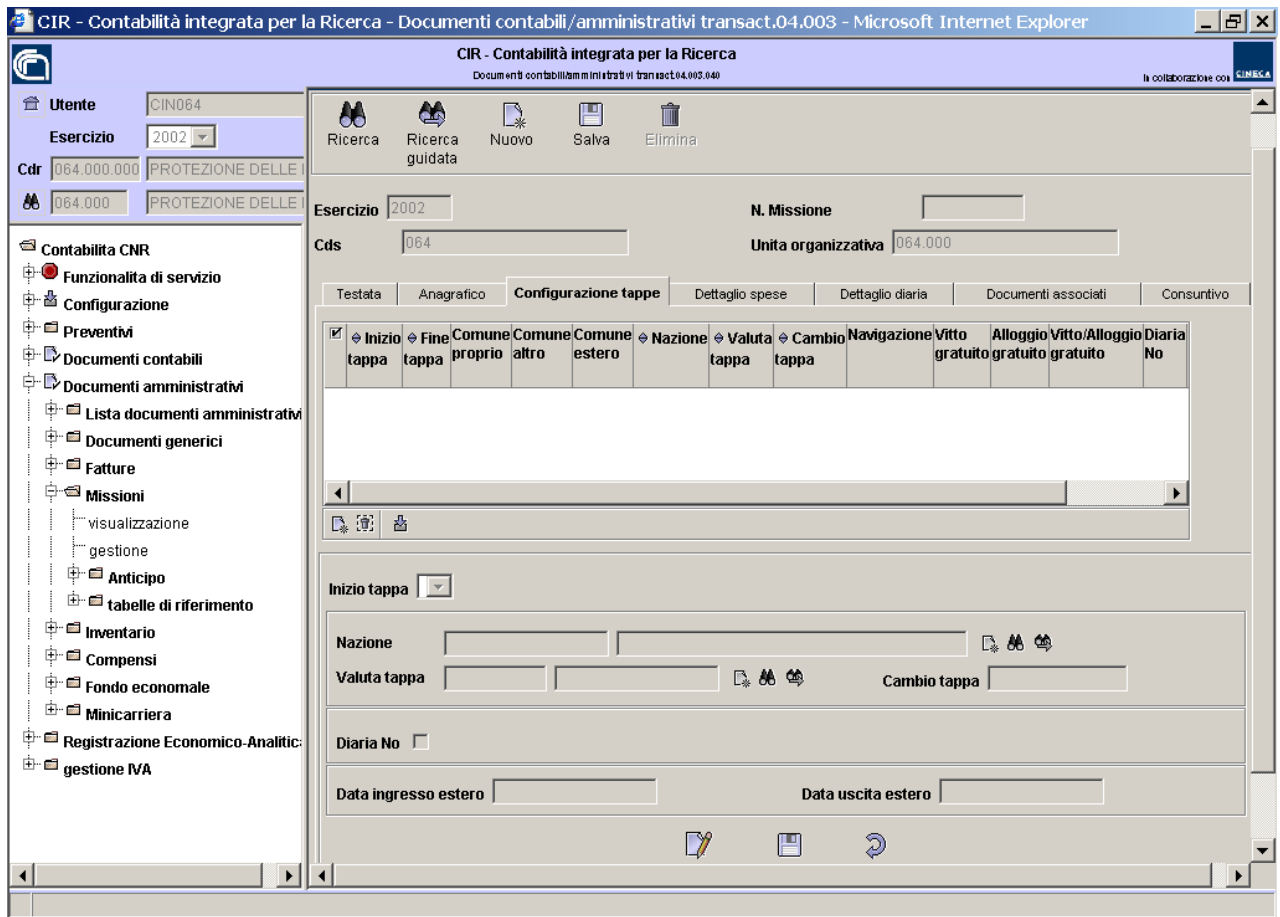 CIR - Contabilità integrata per la Ricerca - Documenti contabili/amministrativi transact.04.003 - Microsoft Internet Explorer
CIR - Contabilità integrata per la Ricerca
Documenti contabili/amministrativi transact.04.003.040
In collaborazione con CINECA
Utente CIN064
Esercizio 2002
Cdr 064.000.000 PROTEZIONE DELLE
064.000 PROTEZIONE DELLE
Contabilita CNR
Funzionalita di servizio
Configurazione
Preventivi
Documenti contabili
Documenti amministrativi
Lista documenti amministrativi
Documenti generici
Fatture
Missioni
visualizzazione
gestione
Anticipo
tabelle di riferimento
Inventario
Compensi
Fondo economale
Minicarriera
Registrazione Economico-Analitic
gestione IVA
Ricerca Ricerca guidata Nuovo Salva Elimina
Esercizio 2002 N. Missione
Cds 064 Unita organizzativa 064.000
Testata Anagrafico Configurazione tappe Dettaglio spese Dettaglio diaria Documenti associati Consuntivo
Inizio tappa Fine tappa Comune proprio Comune altro Comune estero Nazione Valuta tappa Cambio tappa Navigazione Vitto gratuito Alloggio gratuito Vitto/Alloggio gratuito Diaria No
Inizio tappa
Nazione
Valuta tappa Cambio tappa
Diaria No
Data ingresso estero Data uscita estero